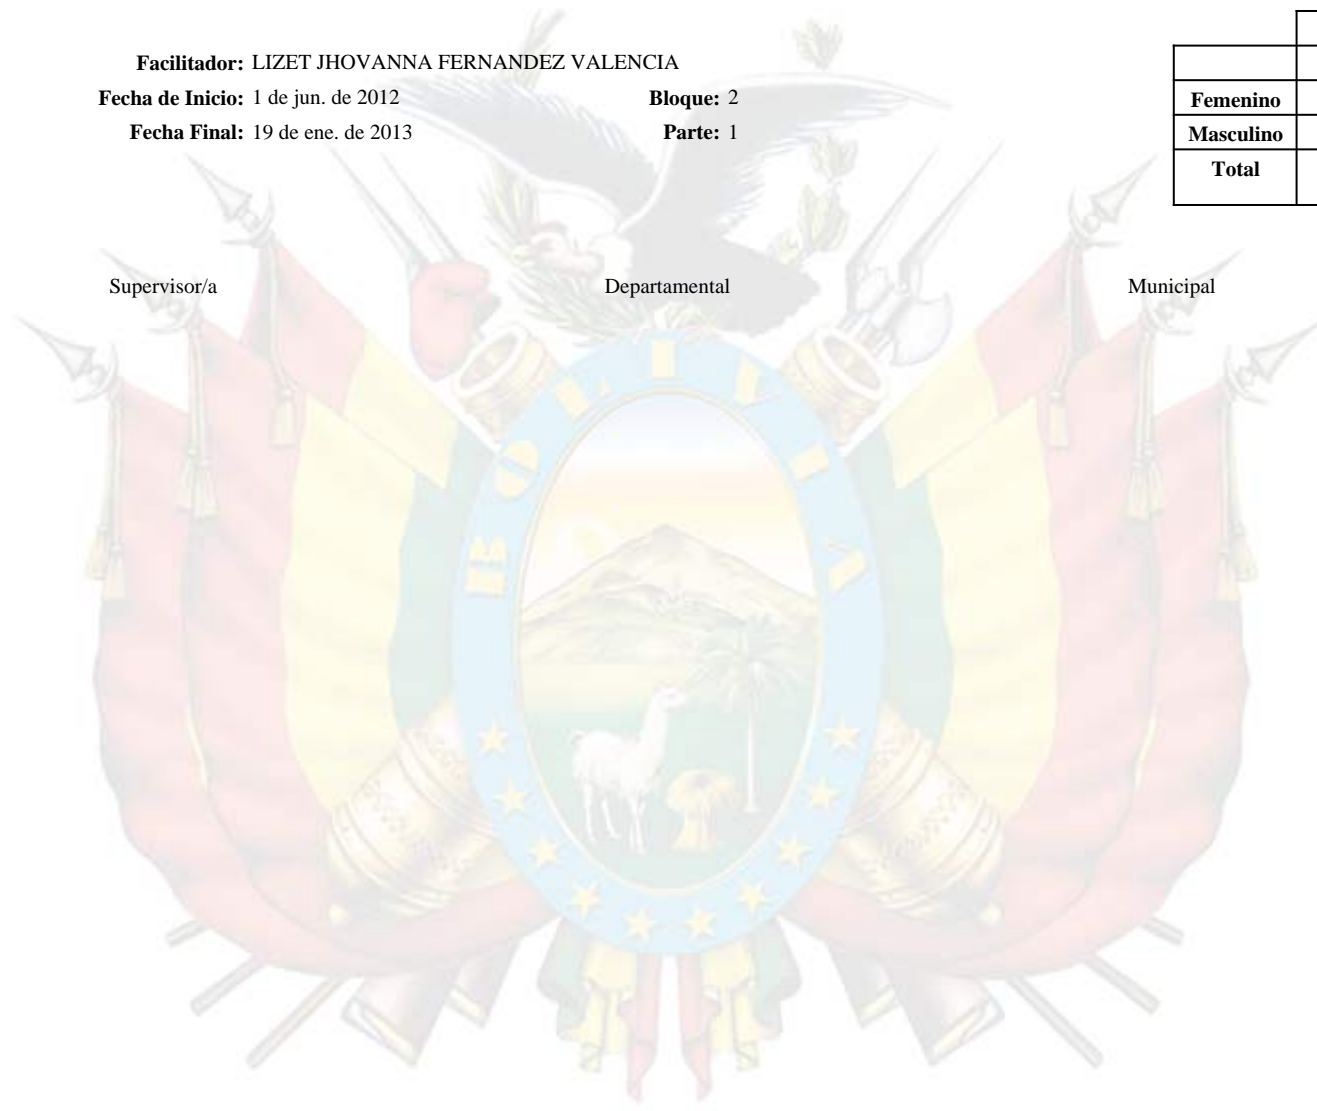 Facilitador: LIZET JHOVANNA FERNANDEZ VALENCIA
Fecha de Inicio: 1 de jun. de 2012 Bloque: 2
Fecha Final: 19 de ene. de 2013 Parte: 1
Femenino
Masculino
Total
Supervisor/a Departamental Municipal
BOLIVIA